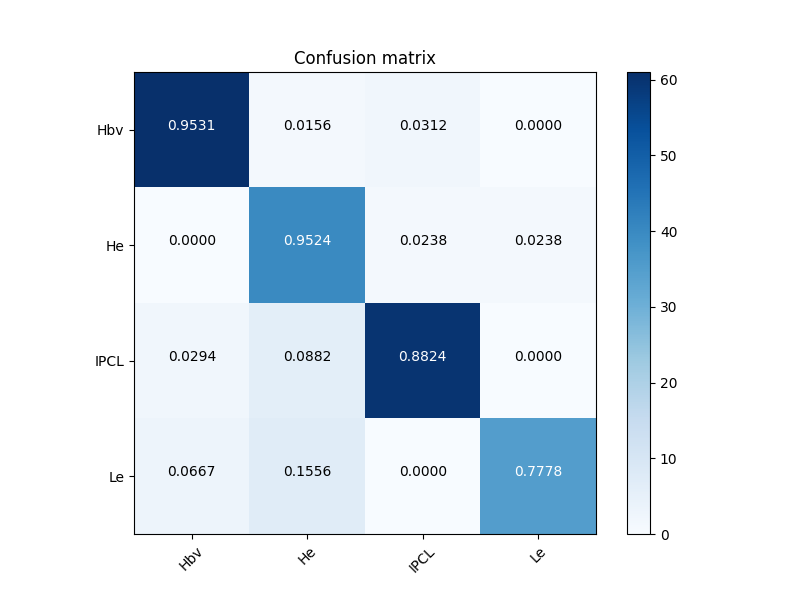 Confusion matrix
Hbv 0.9531 0.0156 0.0312 0.0000
He 0.0000 0.9524 0.0238 0.0238
IPCL 0.0294 0.0882 0.8824 0.0000
Le 0.0667 0.1556 0.0000 0.7778
Hbv He IPCL Le
60
50
40
30
20
10
0